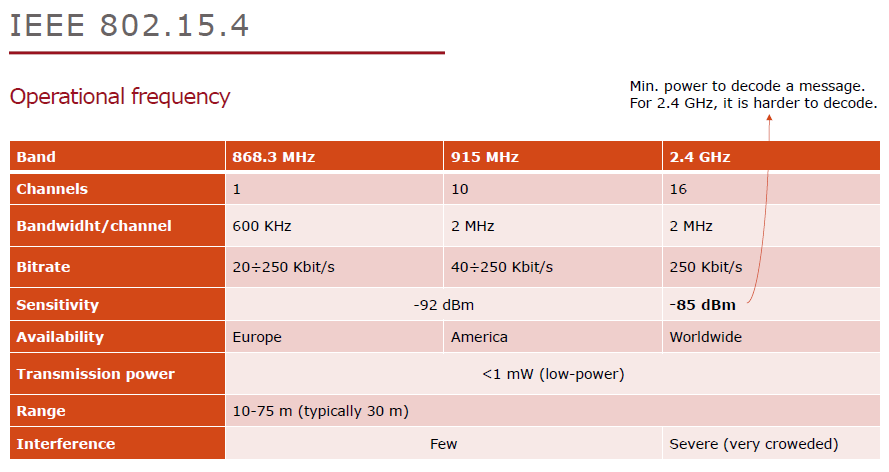 IEEE 802.15.4
Operational frequency
Min. power to decode a message.
For 2.4 GHz, it is harder to decode.
Band 868.3 MHz 915 MHz 2.4 GHz
Channels 1 10 16
Bandwidht/channel 600 KHz 2 MHz 2 MHz
Bitrate 20÷250 Kbit/s 40÷250 Kbit/s 250 Kbit/s
Sensitivity -92 dBm -85 dBm
Availability Europe America Worldwide
Transmission power <1 mW (low-power)
Range 10-75 m (typically 30 m)
Interference Few Severe (very croweded)